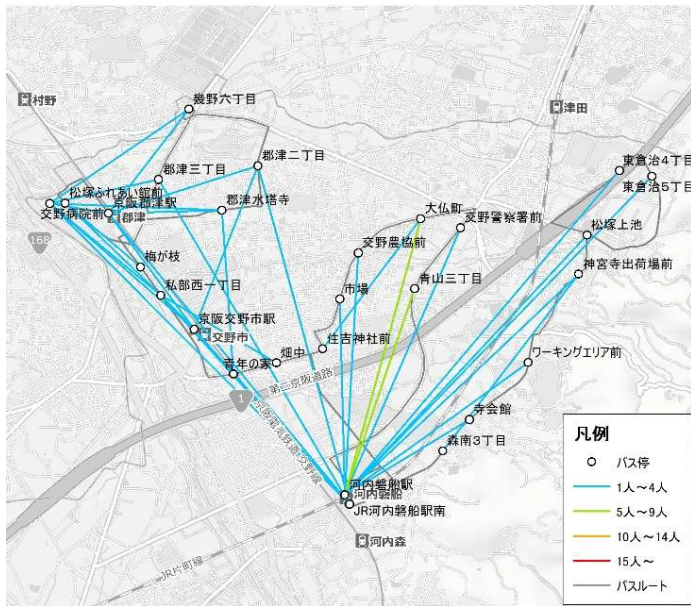 村野
幾野六丁目
津田
郡津三丁目
郡津二丁目
東倉治4丁目
東倉治5丁目
松塚ふれあい館前
京阪郡津駅
郡津水塔寺
交野病院前
郡津
大仏町
交野警察署前
松塚上池
168
交野農協前
梅が枝
青山三丁目
神宮寺出荷場前
私部西一丁目
市場
京阪交野市駅
交野市
住吉神社前
畑中
青年の家
第二京阪道路
ワーキングエリア前
1
京阪電気鉄道交野線
寺会館
森南3丁目
河内磐船駅
河内磐船
JR河内磐船駅南
河内森
JR片町線
凡例
バス停
1人～4人
5人～9人
10人～14人
15人～
バスルート